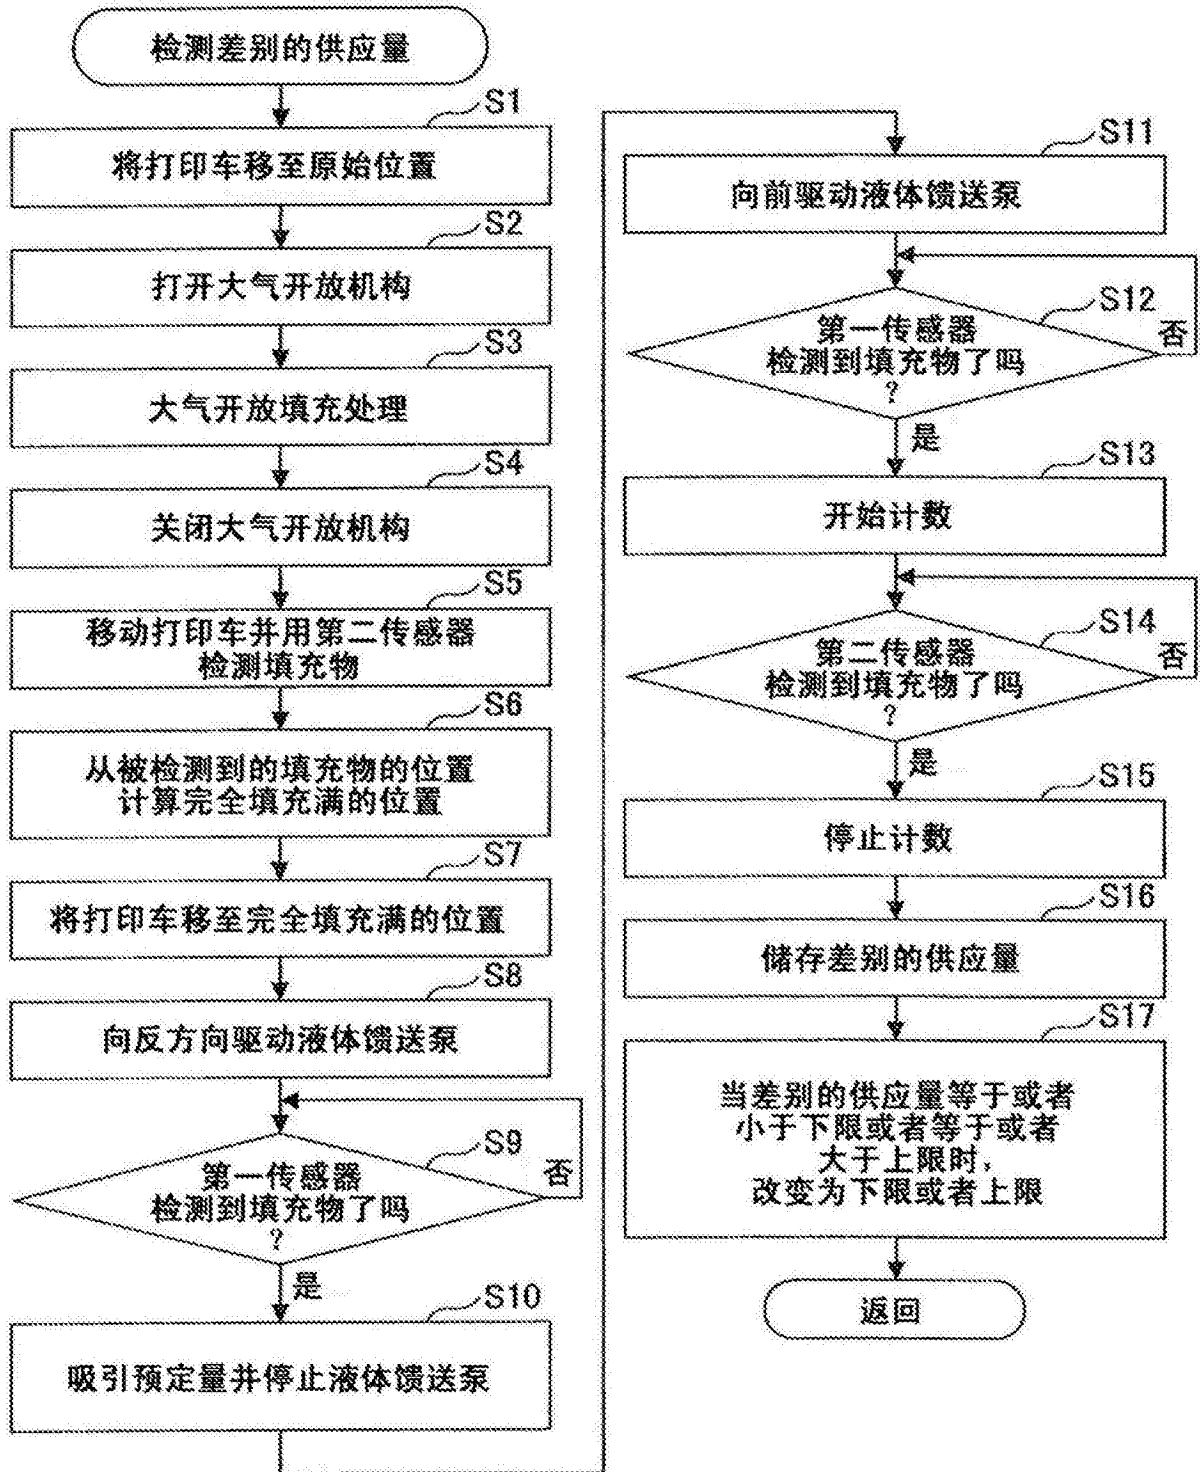 检测差别的供应量
S1
将打印车移至原始位置
S2
打开大气开放机构
S3
大气开放填充处理
S4
关闭大气开放机构
S5
移动打印车并用第二传感器
检测填充物
S6
从被检测到的填充物的位置
计算完全填充满的位置
S7
将打印车移至完全填充满的位置
S8
向反方向驱动液体馈送泵
S9
第一传感器
检测到填充物了吗
?
否
是
S10
吸引预定量并停止液体馈送泵
S11
向前驱动液体馈送泵
S12
第一传感器
检测到填充物了吗
?
否
是
S13
开始计数
S14
第二传感器
检测到填充物了吗
?
否
是
S15
停止计数
S16
储存差别的供应量
S17
当差别的供应量等于或者
小于下限或者等于或者
大于上限时,
改变为下限或者上限
返回